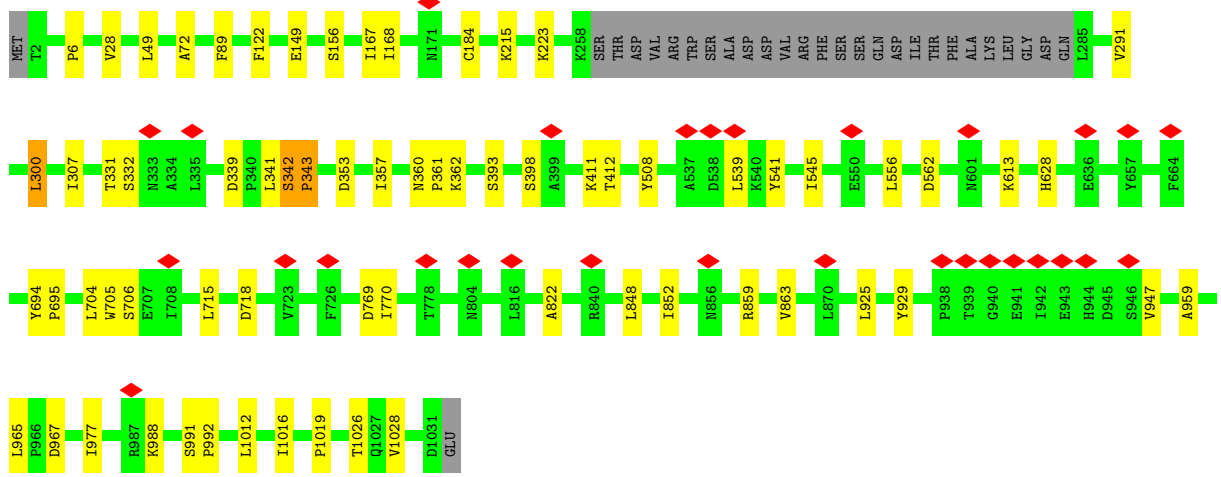 MET T2 P6 V28 L49 A72 F89 F122 E149 S156 I167 I168 N171 C184 K215 K223 K258 SER THR ASP VAL ARG TRP SER ALA ASP ASP VAL ARG PHE SER SER GLN ASP ILE THR PHE ALA LYS LEU GLY ASP GLN L285 V291
L300 I307 T331 S332 N333 A334 L335 D339 P340 L341 S342 P343 D353 I357 N360 P361 K362 S393 S398 A399 K411 T412 Y508 A537 D538 L539 K540 Y541 I545 E550 L556 D562 N601 K613 H628 E636 Y657 F664
Y694 P695 L704 W705 S706 E707 I708 L715 D718 V723 F726 D769 I770 T778 N804 L816 A822 R840 L848 I852 N856 R859 V863 L870 L925 Y929 P938 T939 G940 E941 I942 E943 H944 D945 S946 V947 A959
L965 P966 D967 I977 R987 K988 S991 P992 L1012 I1016 P1019 T1026 Q1027 V1028 D1031 GLU